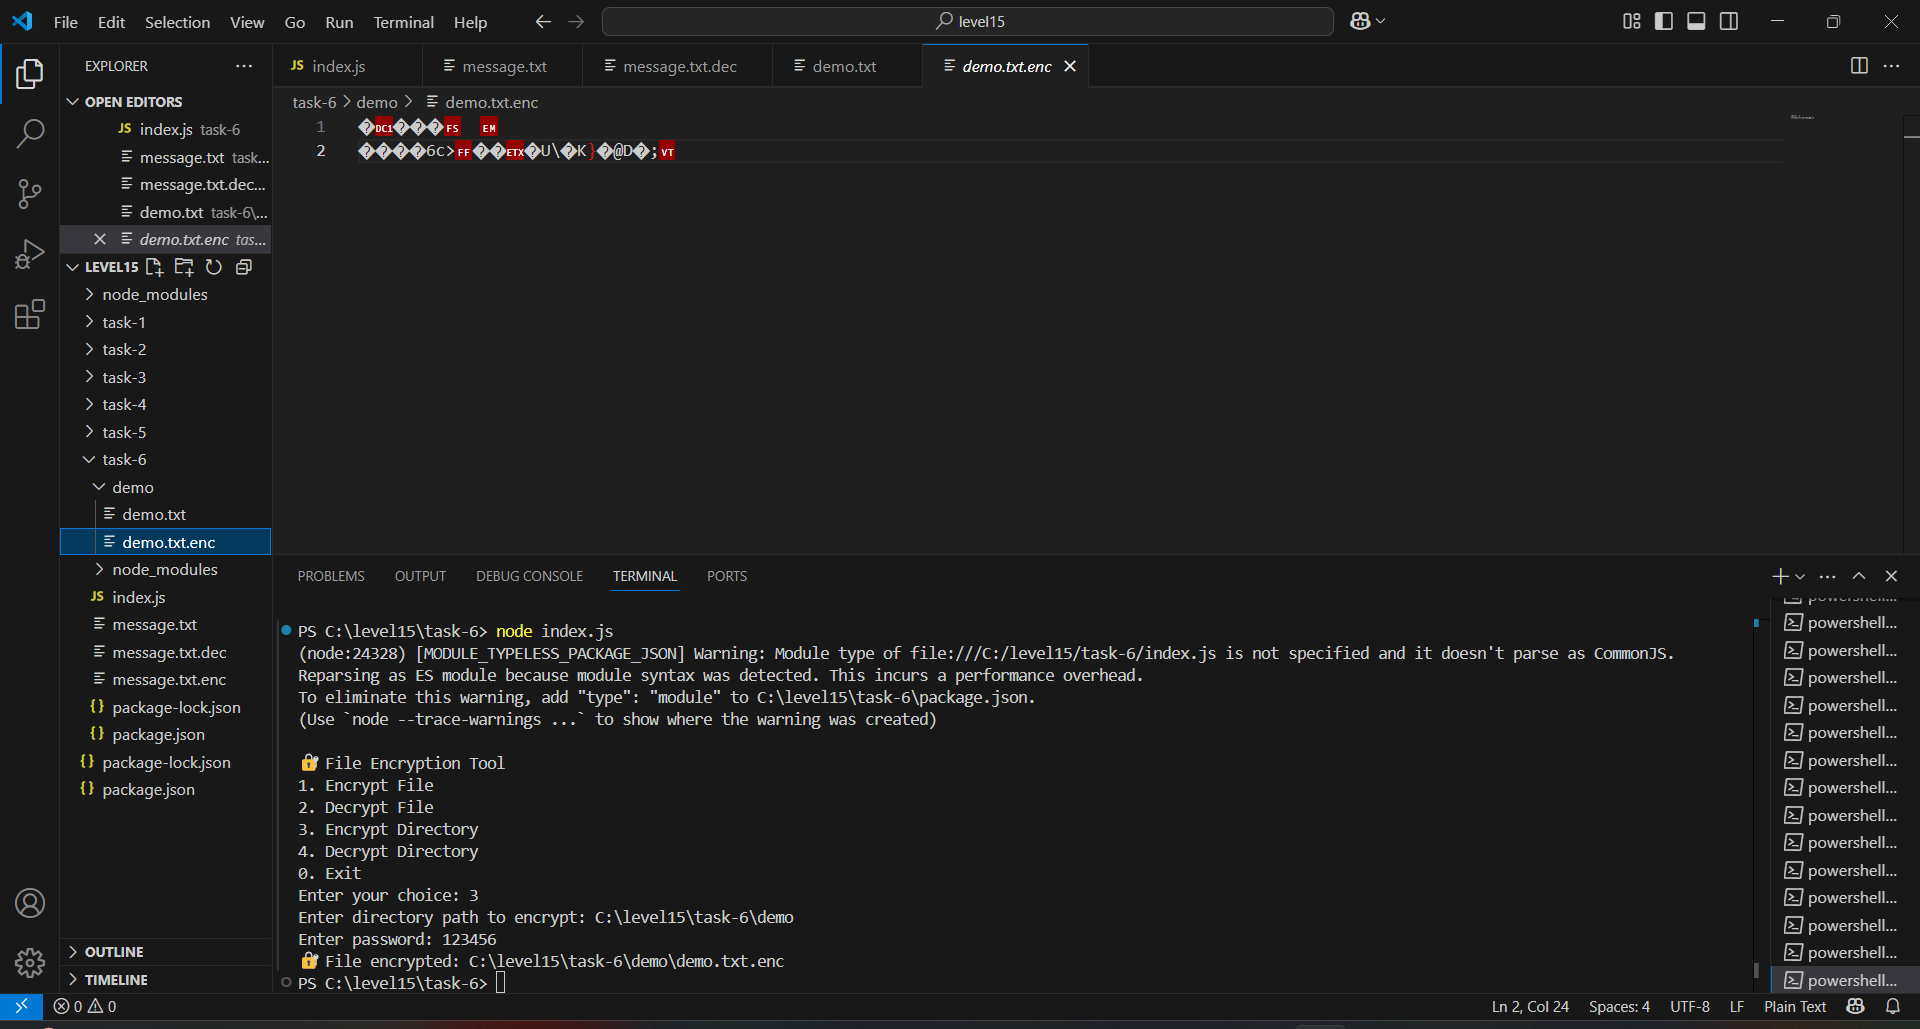 File Edit Selection View Go Run Terminal Help level15
EXPLORER
OPEN EDITORS
JS index.js task-6
message.txt task...
message.txt.dec...
demo.txt task-6\...
demo.txt.enc tas...
LEVEL15
node_modules
task-1
task-2
task-3
task-4
task-5
task-6
demo
demo.txt
demo.txt.enc
node_modules
JS index.js
message.txt
message.txt.dec
message.txt.enc
{} package-lock.json
{} package.json
{} package-lock.json
{} package.json
OUTLINE
TIMELINE
JS index.js message.txt message.txt.dec demo.txt demo.txt.enc
task-6 > demo > demo.txt.enc
1 �DC1���FS EM
2 ����6c>FF��ETX�U\�K}�@D�;VT
PROBLEMS OUTPUT DEBUG CONSOLE TERMINAL PORTS
PS C:\level15\task-6> node index.js
(node:24328) [MODULE_TYPELESS_PACKAGE_JSON] Warning: Module type of file:///C:/level15/task-6/index.js is not specified and it doesn't parse as CommonJS.
Reparsing as ES module because module syntax was detected. This incurs a performance overhead.
To eliminate this warning, add "type": "module" to C:\level15\task-6\package.json.
(Use `node --trace-warnings ...` to show where the warning was created)
🔐 File Encryption Tool
1. Encrypt File
2. Decrypt File
3. Encrypt Directory
4. Decrypt Directory
0. Exit
Enter your choice: 3
Enter directory path to encrypt: C:\level15\task-6\demo
Enter password: 123456
🔐 File encrypted: C:\level15\task-6\demo\demo.txt.enc
PS C:\level15\task-6>
powershell...
powershell...
powershell...
powershell...
powershell...
powershell...
powershell...
powershell...
powershell...
powershell...
powershell...
powershell...
powershell...
powershell...
0 0 Ln 2, Col 24 Spaces: 4 UTF-8 LF Plain Text